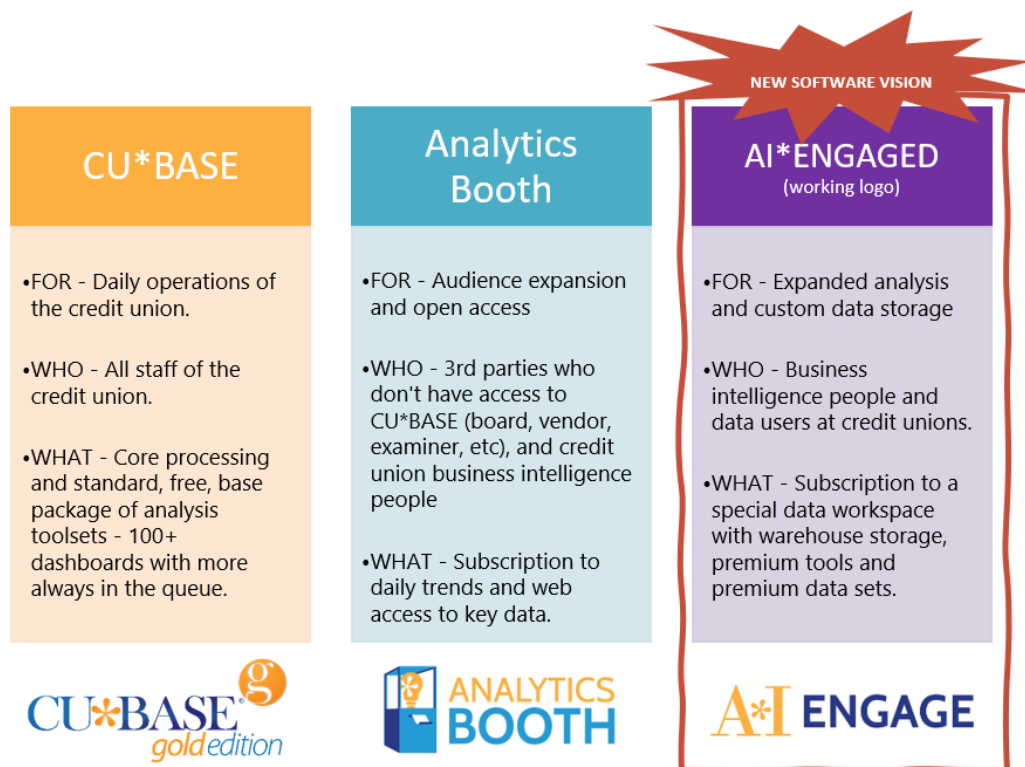 NEW SOFTWARE VISION
CU*BASE
•FOR - Daily operations of
the credit union.
•WHO - All staff of the
credit union.
•WHAT - Core processing
and standard, free, base
package of analysis
toolsets - 100+
dashboards with more
always in the queue.
CU*BASE g
gold edition
Analytics
Booth
•FOR - Audience expansion
and open access
•WHO - 3rd parties who
don't have access to
CU*BASE (board, vendor,
examiner, etc), and credit
union business intelligence
people
•WHAT - Subscription to
daily trends and web
access to key data.
ANALYTICS
BOOTH
AI*ENGAGED
(working logo)
•FOR - Expanded analysis
and custom data storage
•WHO - Business
intelligence people and
data users at credit unions.
•WHAT - Subscription to a
special data workspace
with warehouse storage,
premium tools and
premium data sets.
A*I ENGAGE